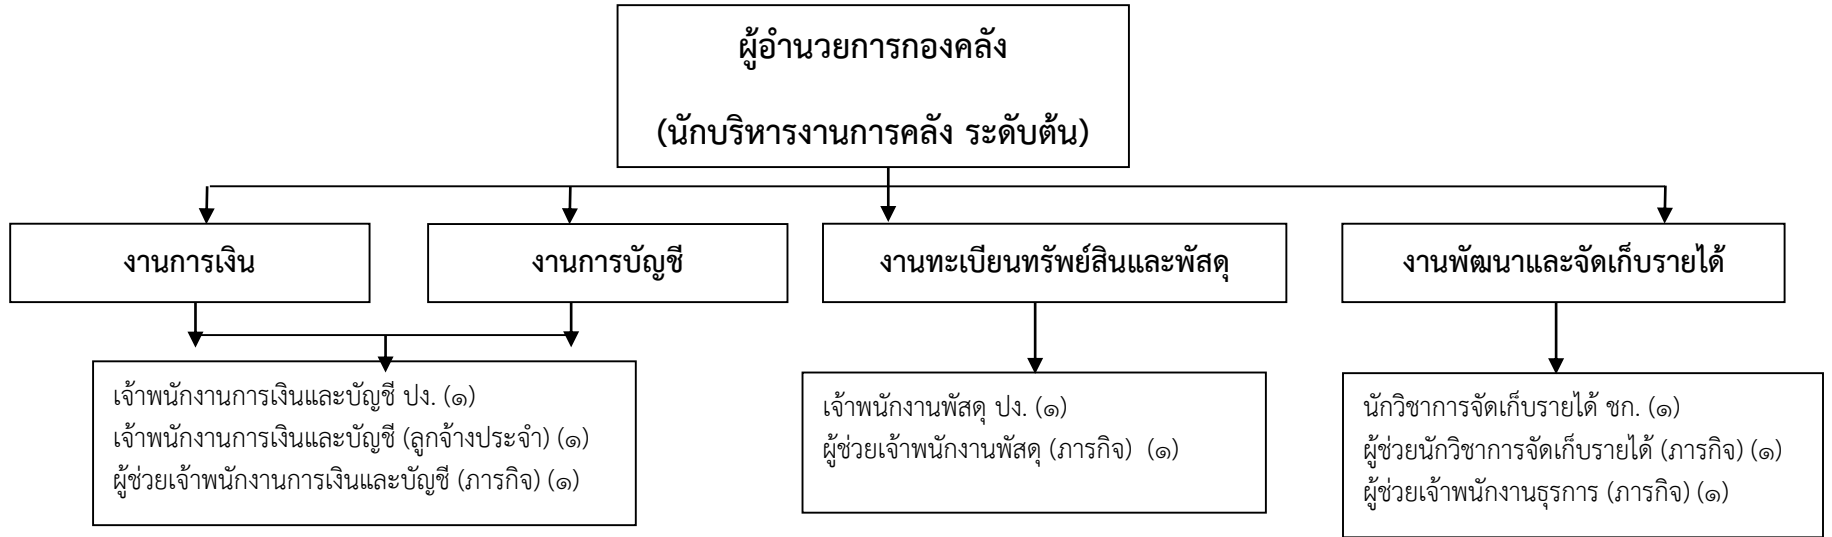 ผู้อำนวยการกองคลัง
(นักบริหารงานการคลัง ระดับต้น)
งานการเงิน
งานการบัญชี
งานทะเบียนทรัพย์สินและพัสดุ
งานพัฒนาและจัดเก็บรายได้
เจ้าพนักงานการเงินและบัญชี ปง. (๑)
เจ้าพนักงานการเงินและบัญชี (ลูกจ้างประจำ) (๑)
ผู้ช่วยเจ้าพนักงานการเงินและบัญชี (ภารกิจ) (๑)
เจ้าพนักงานพัสดุ ปง. (๑)
ผู้ช่วยเจ้าพนักงานพัสดุ (ภารกิจ) (๑)
นักวิชาการจัดเก็บรายได้ ชก. (๑)
ผู้ช่วยนักวิชาการจัดเก็บรายได้ (ภารกิจ) (๑)
ผู้ช่วยเจ้าพนักงานธุรการ (ภารกิจ) (๑)